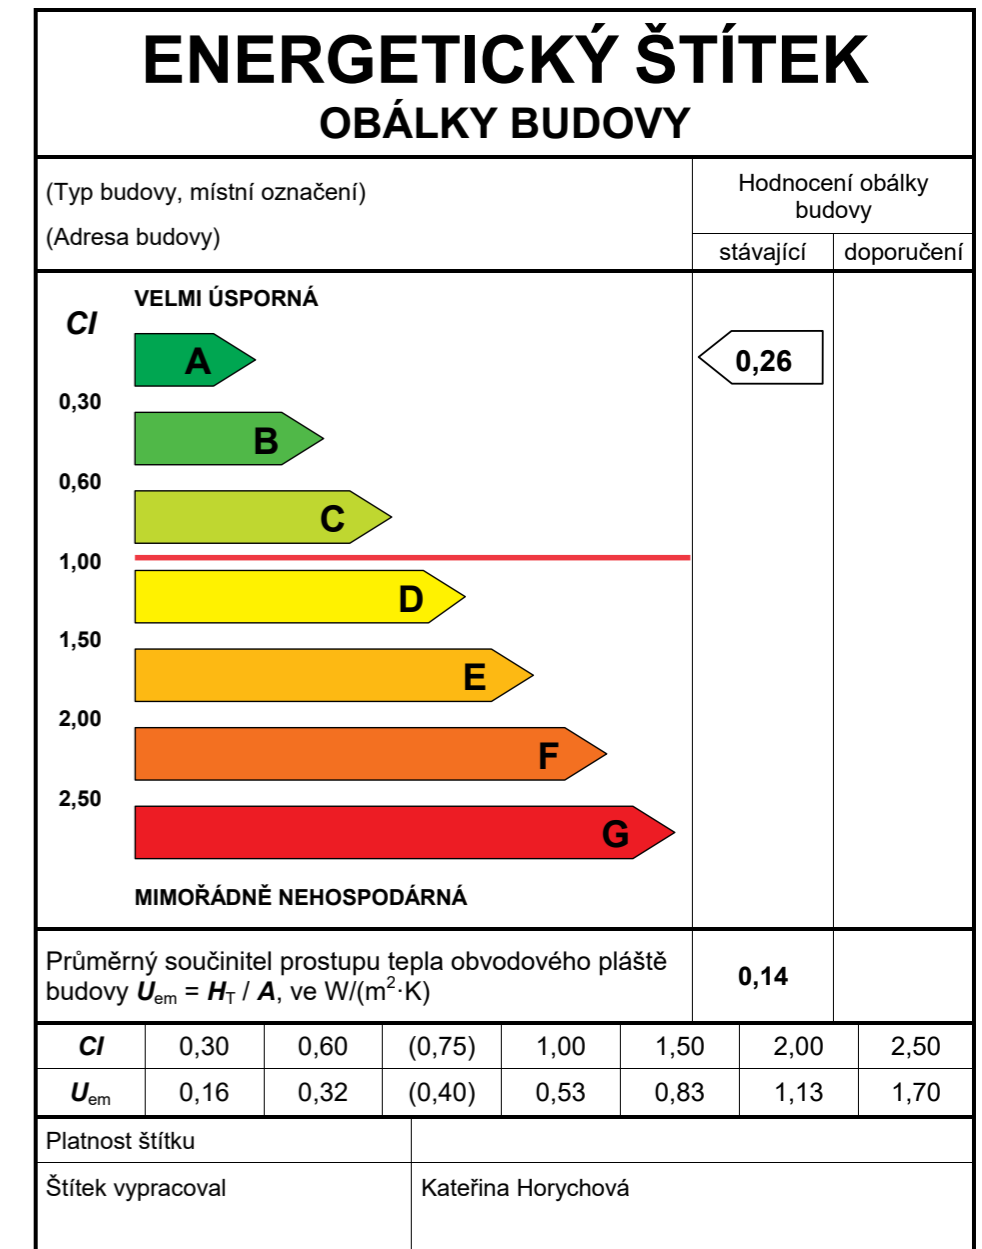 ENERGETICKÝ ŠTÍTEK
OBÁLKY BUDOVY
(Typ budovy, místní označení)
(Adresa budovy)
Hodnocení obálky
budovy
stávající
doporučení
VELMI ÚSPORNÁ
CI
A
0,26
0,30
B
0,60
C
1,00
D
1,50
E
2,00
F
2,50
G
MIMOŘÁDNĚ NEHOSPODÁRNÁ
Průměrný součinitel prostupu tepla obvodového pláště
budovy Uem = HT / A, ve W/(m²·K)
0,14
CI 0,30 0,60 (0,75) 1,00 1,50 2,00 2,50
Uem 0,16 0,32 (0,40) 0,53 0,83 1,13 1,70
Platnost štítku
Štítek vypracoval Kateřina Horychová